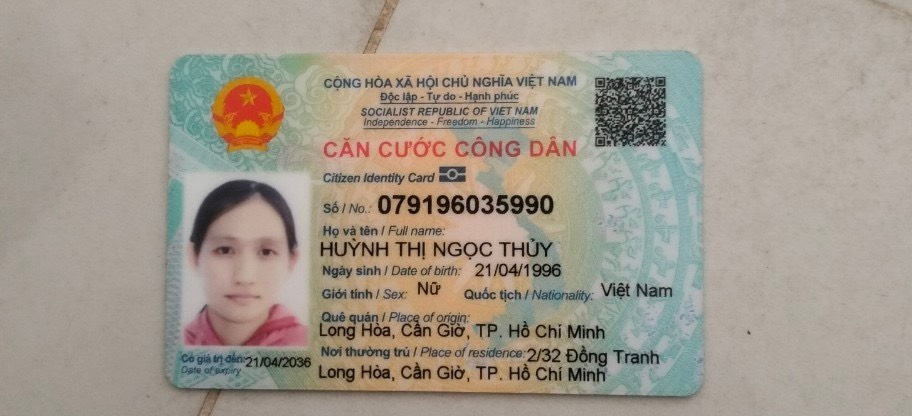 CỘNG HÒA XÃ HỘI CHỦ NGHĨA VIỆT NAM
Độc lập - Tự do - Hạnh phúc
SOCIALIST REPUBLIC OF VIET NAM
Independence - Freedom - Happiness
CĂN CƯỚC CÔNG DÂN
Citizen Identity Card
Số / No.: 079196035990
Họ và tên / Full name:
HUỲNH THỊ NGỌC THỦY
Ngày sinh / Date of birth: 21/04/1996
Giới tính / Sex: Nữ Quốc tịch / Nationality: Việt Nam
Quê quán / Place of origin:
Long Hòa, Cần Giờ, TP. Hồ Chí Minh
Nơi thường trú / Place of residence: 2/32 Đồng Tranh
Long Hòa, Cần Giờ, TP. Hồ Chí Minh
Có giá trị đến: 21/04/2036
Date of expiry